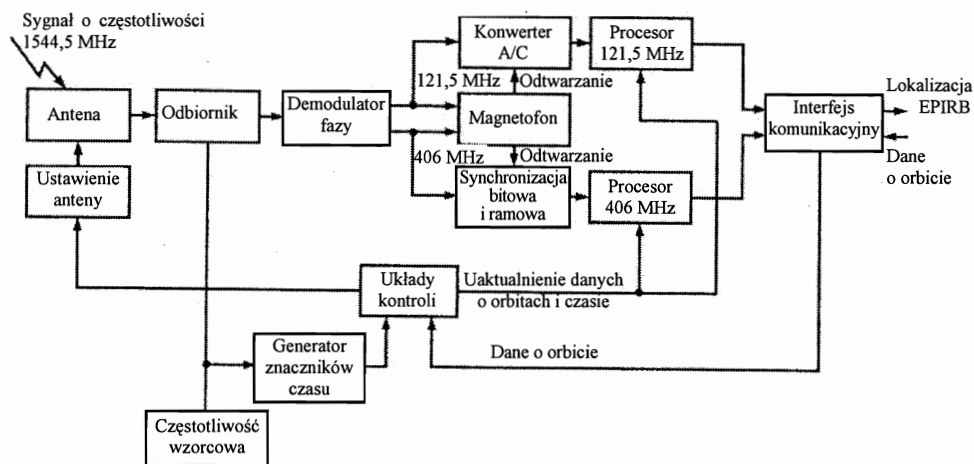 Sygnał o częstotliwości
1544,5 MHz
Antena
Ustawienie
anteny
Odbiornik
Demodulator
fazy
121,5 MHz
406 MHz
Konwerter
A/C
Odtwarzanie
Magnetofon
Odtwarzanie
Synchronizacja
bitowa
i ramowa
Procesor
121,5 MHz
Procesor
406 MHz
Interfejs
komunikacyjny
Lokalizacja
EPIRB
Dane
o orbicie
Układy
kontroli
Uaktualnienie danych
o orbitach i czasie
Dane o orbicie
Generator
znaczników
czasu
Częstotliwość
wzorcowa